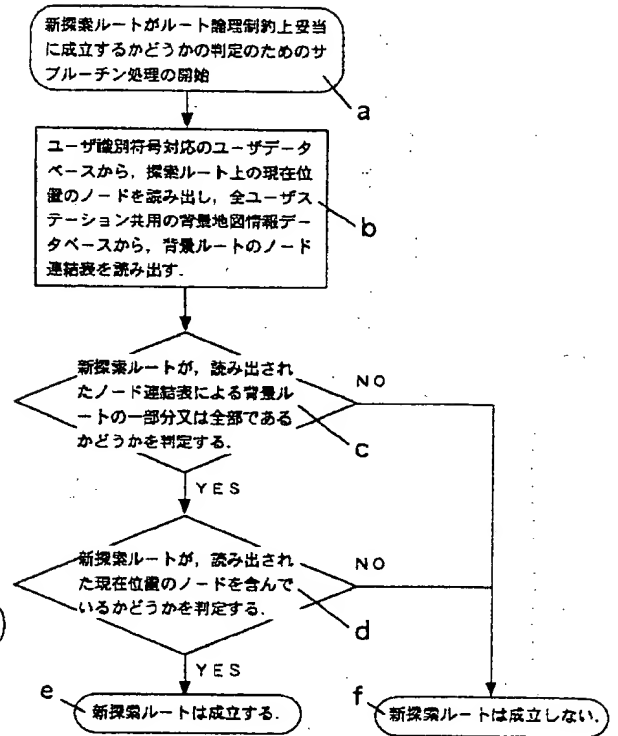 新探索ルートがルート論理制約上妥当
に成立するかどうかの判定のためのサ
ブルーチン処理の開始
a
ユーザ識別符号対応のユーザデータ
ベースから，探索ルート上の現在位
置のノードを読み出し，全ユーザス
テーション共用の背景地図情報デー
タベースから，背景ルートのノード
連結表を読み出す．
b
新探索ルートが，読み出され
たノード連結表による背景ル
ートの一部分又は全部である
かどうかを判定する．
NO
c
YES
新探索ルートが，読み出され
た現在位置のノードを含んで
いるかどうかを判定する．
NO
d
YES
e
新探索ルートは成立する．
f
新探索ルートは成立しない．